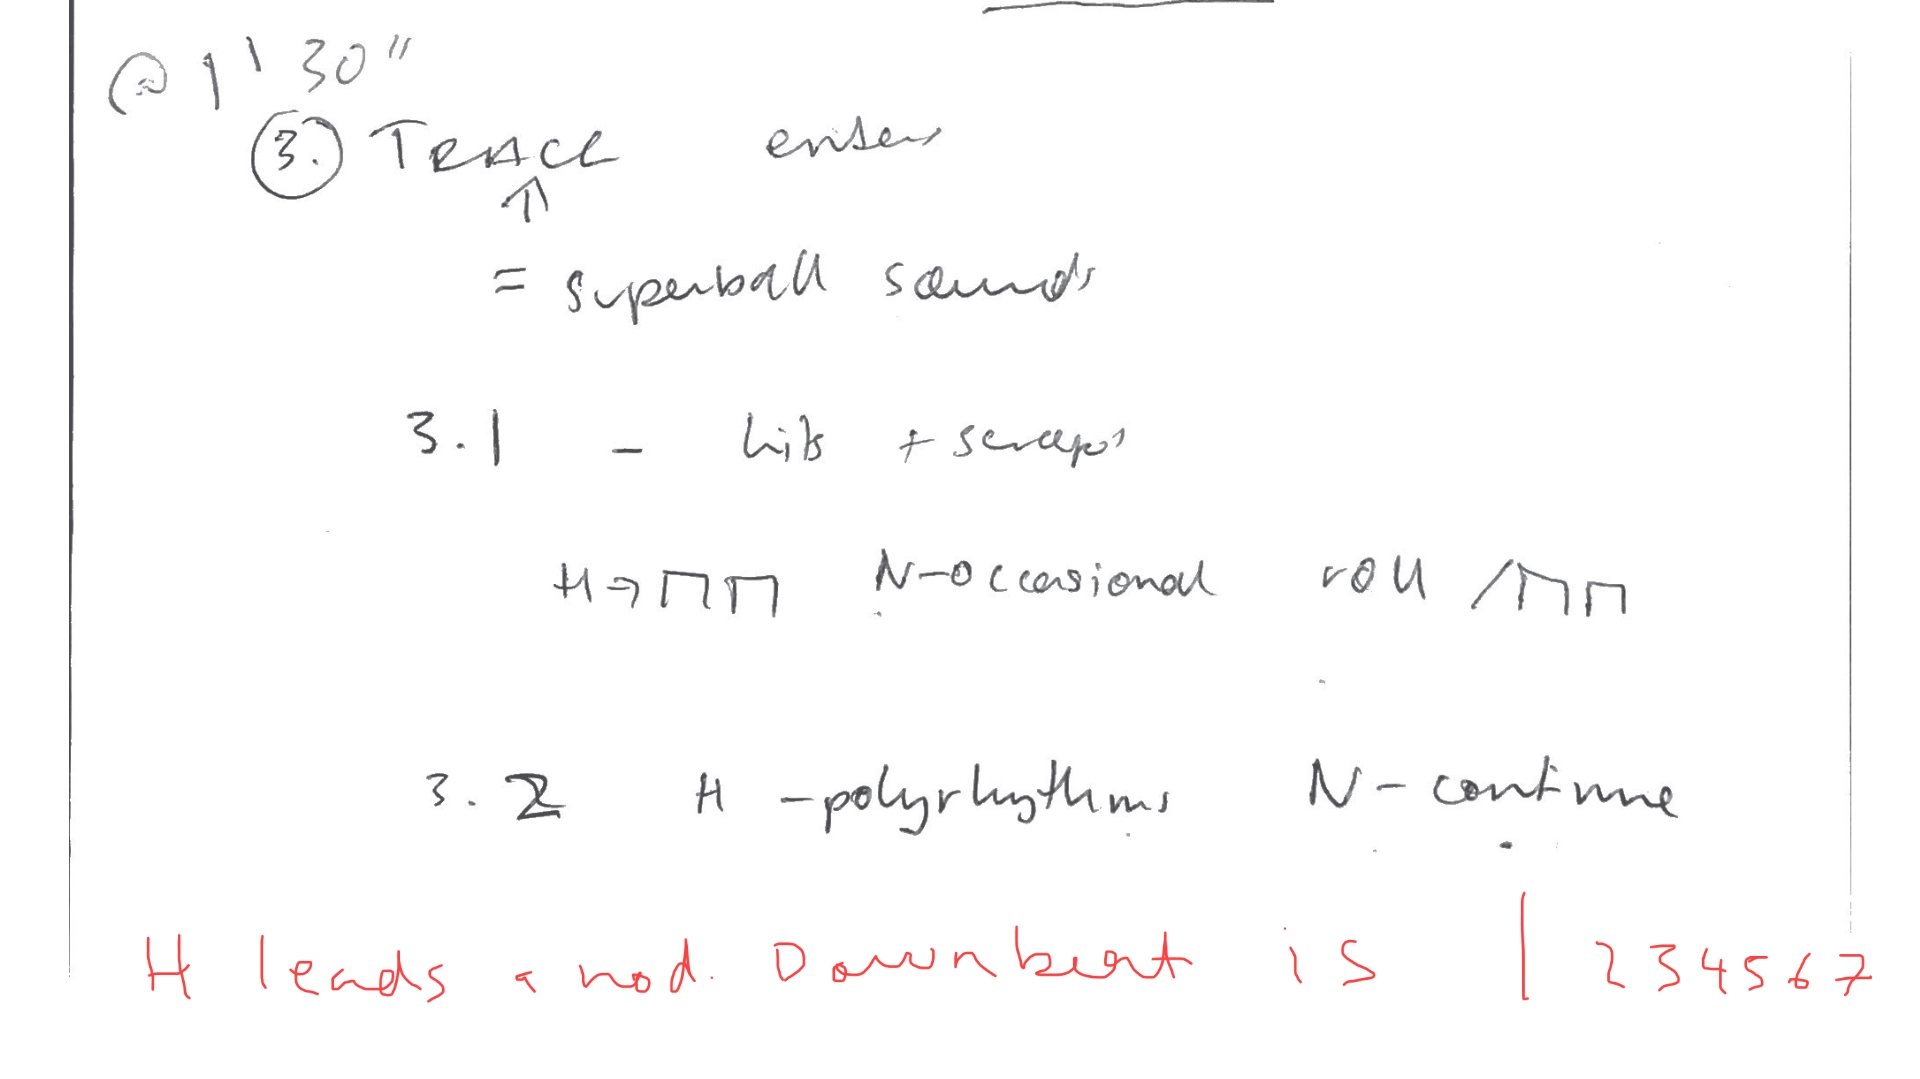 @ 1' 30"
3. TRACE enters
↑
= superball sounds
3.1 - hits + scrapes
H → ⊓⊓ N-occasional roll /⊓⊓
3.2 H - polyrhythms N - continue
H leads a nod. Downbeat is | 234567